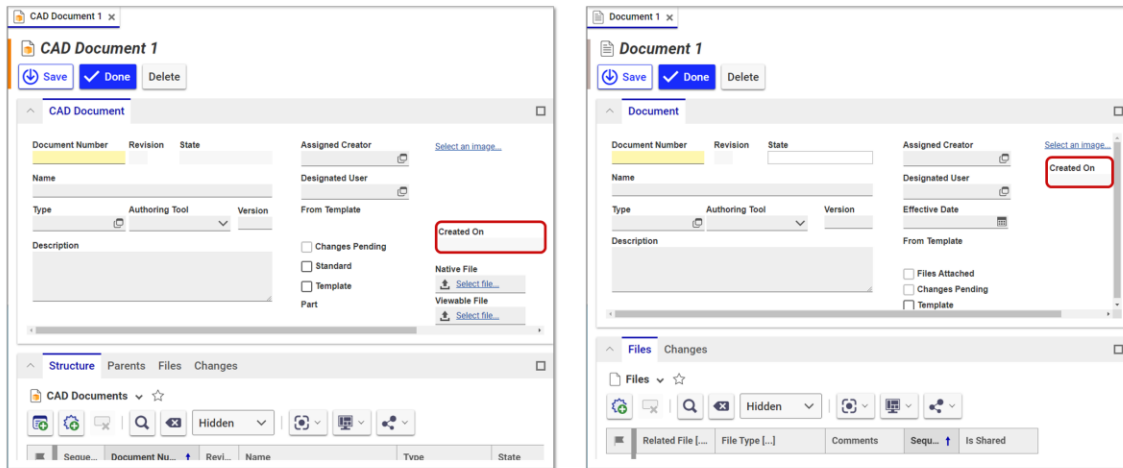 CAD Document 1 ×
CAD Document 1
Save Done Delete
CAD Document
Document Number Revision State Assigned Creator Select an image...
Name Designated User
Type Authoring Tool Version From Template
Created On
Description Changes Pending
Standard Native File
Select file...
Template Viewable File
Part Select file...
Structure Parents Files Changes
CAD Documents
Hidden
Seque... Document Nu... Revi... Name Type State
Document 1 ×
Document 1
Save Done Delete
Document
Document Number Revision State Assigned Creator Select an image...
Created On
Name Designated User
Type Authoring Tool Version Effective Date
Description From Template
Files Attached
Changes Pending
Template
Files Changes
Files
Hidden
Related File [.... File Type [...] Comments Sequ... Is Shared